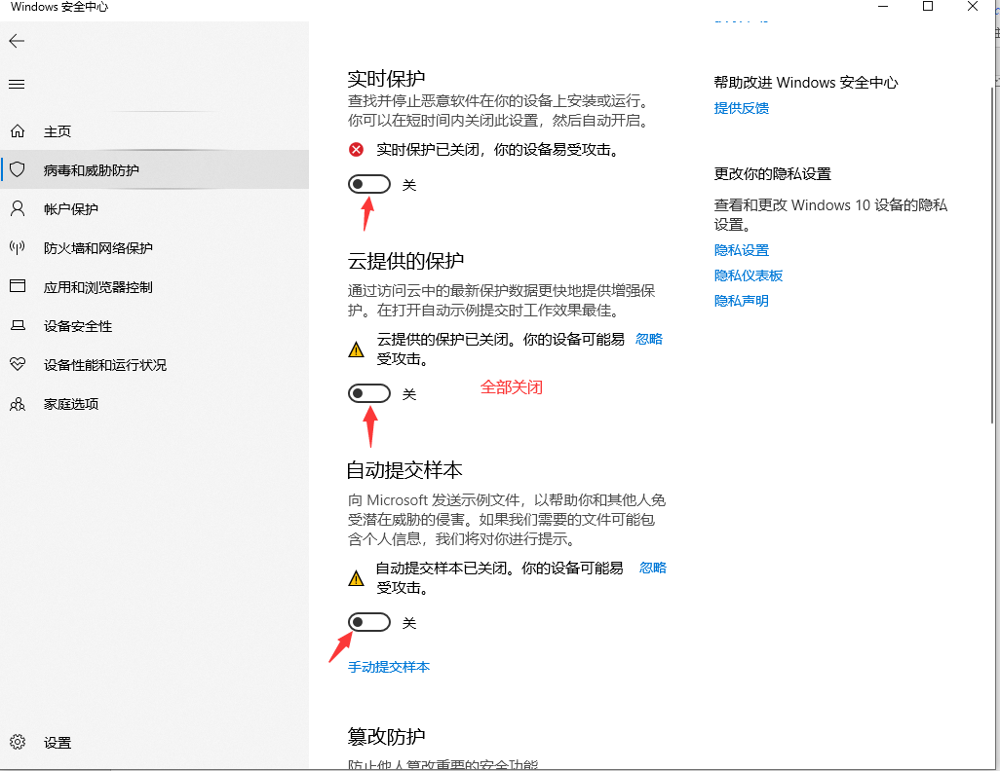 Windows 安全中心
主页
病毒和威胁防护
帐户保护
防火墙和网络保护
应用和浏览器控制
设备安全性
设备性能和运行状况
家庭选项
设置
实时保护
查找并停止恶意软件在你的设备上安装或运行。
你可以在短时间内关闭此设置，然后自动开启。
实时保护已关闭，你的设备易受攻击。
关
云提供的保护
通过访问云中的最新保护数据更快地提供增强保
护。在打开自动示例提交时工作效果最佳。
云提供的保护已关闭。你的设备可能易 忽略
受攻击。
关
全部关闭
自动提交样本
向 Microsoft 发送示例文件，以帮助你和其他人免
受潜在威胁的侵害。如果我们需要的文件可能包
含个人信息，我们将对你进行提示。
自动提交样本已关闭。你的设备可能易 忽略
受攻击。
关
手动提交样本
篡改防护
防止他人篡改重要的安全功能
帮助改进 Windows 安全中心
提供反馈
更改你的隐私设置
查看和更改 Windows 10 设备的隐私
设置。
隐私设置
隐私仪表板
隐私声明